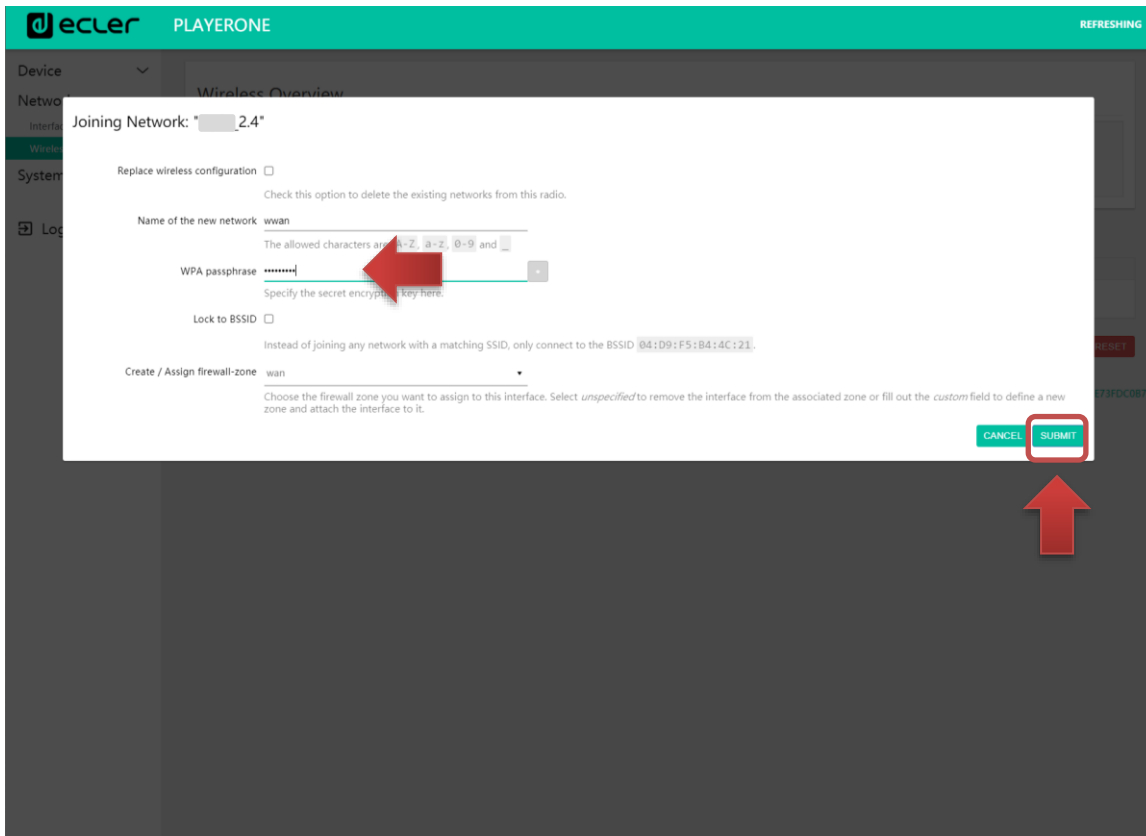 ecler PLAYERONE REFRESHING
Device
Wireless Overview
Joining Network: " _2.4"
System
Replace wireless configuration
Check this option to delete the existing networks from this radio.
Name of the new network wwan
The allowed characters are A-Z, a-z, 0-9 and _
WPA passphrase •••••••••
Specify the secret encryption key here.
Lock to BSSID
Instead of joining any network with a matching SSID, only connect to the BSSID 04:D9:F5:B4:4C:21.
RESET
Create / Assign firewall-zone wan
Choose the firewall zone you want to assign to this interface. Select unspecified to remove the interface from the associated zone or fill out the custom field to define a new
zone and attach the interface to it.
CANCEL SUBMIT